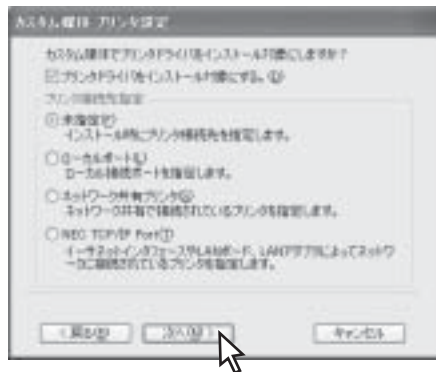 カスタム媒体 プリンタ設定
カスタム媒体でプリンタドライバをインストール対象にしますか?
プリンタドライバをインストール対象にする。(D)
プリンタ接続先指定
未指定(E)
インストール時にプリンタ接続先を指定します。
ローカルポート(L)
ローカル接続ポートを指定します。
ネットワーク共有プリンタ(S)
ネットワーク共有で接続されているプリンタを指定します。
NEC TCP/IP Port(T)
イーサネットインタフェースやLANボード、LANアダプタによってネットワ
ークに接続されているプリンタを指定します。
< 戻る(B)
次へ(N) >
キャンセル